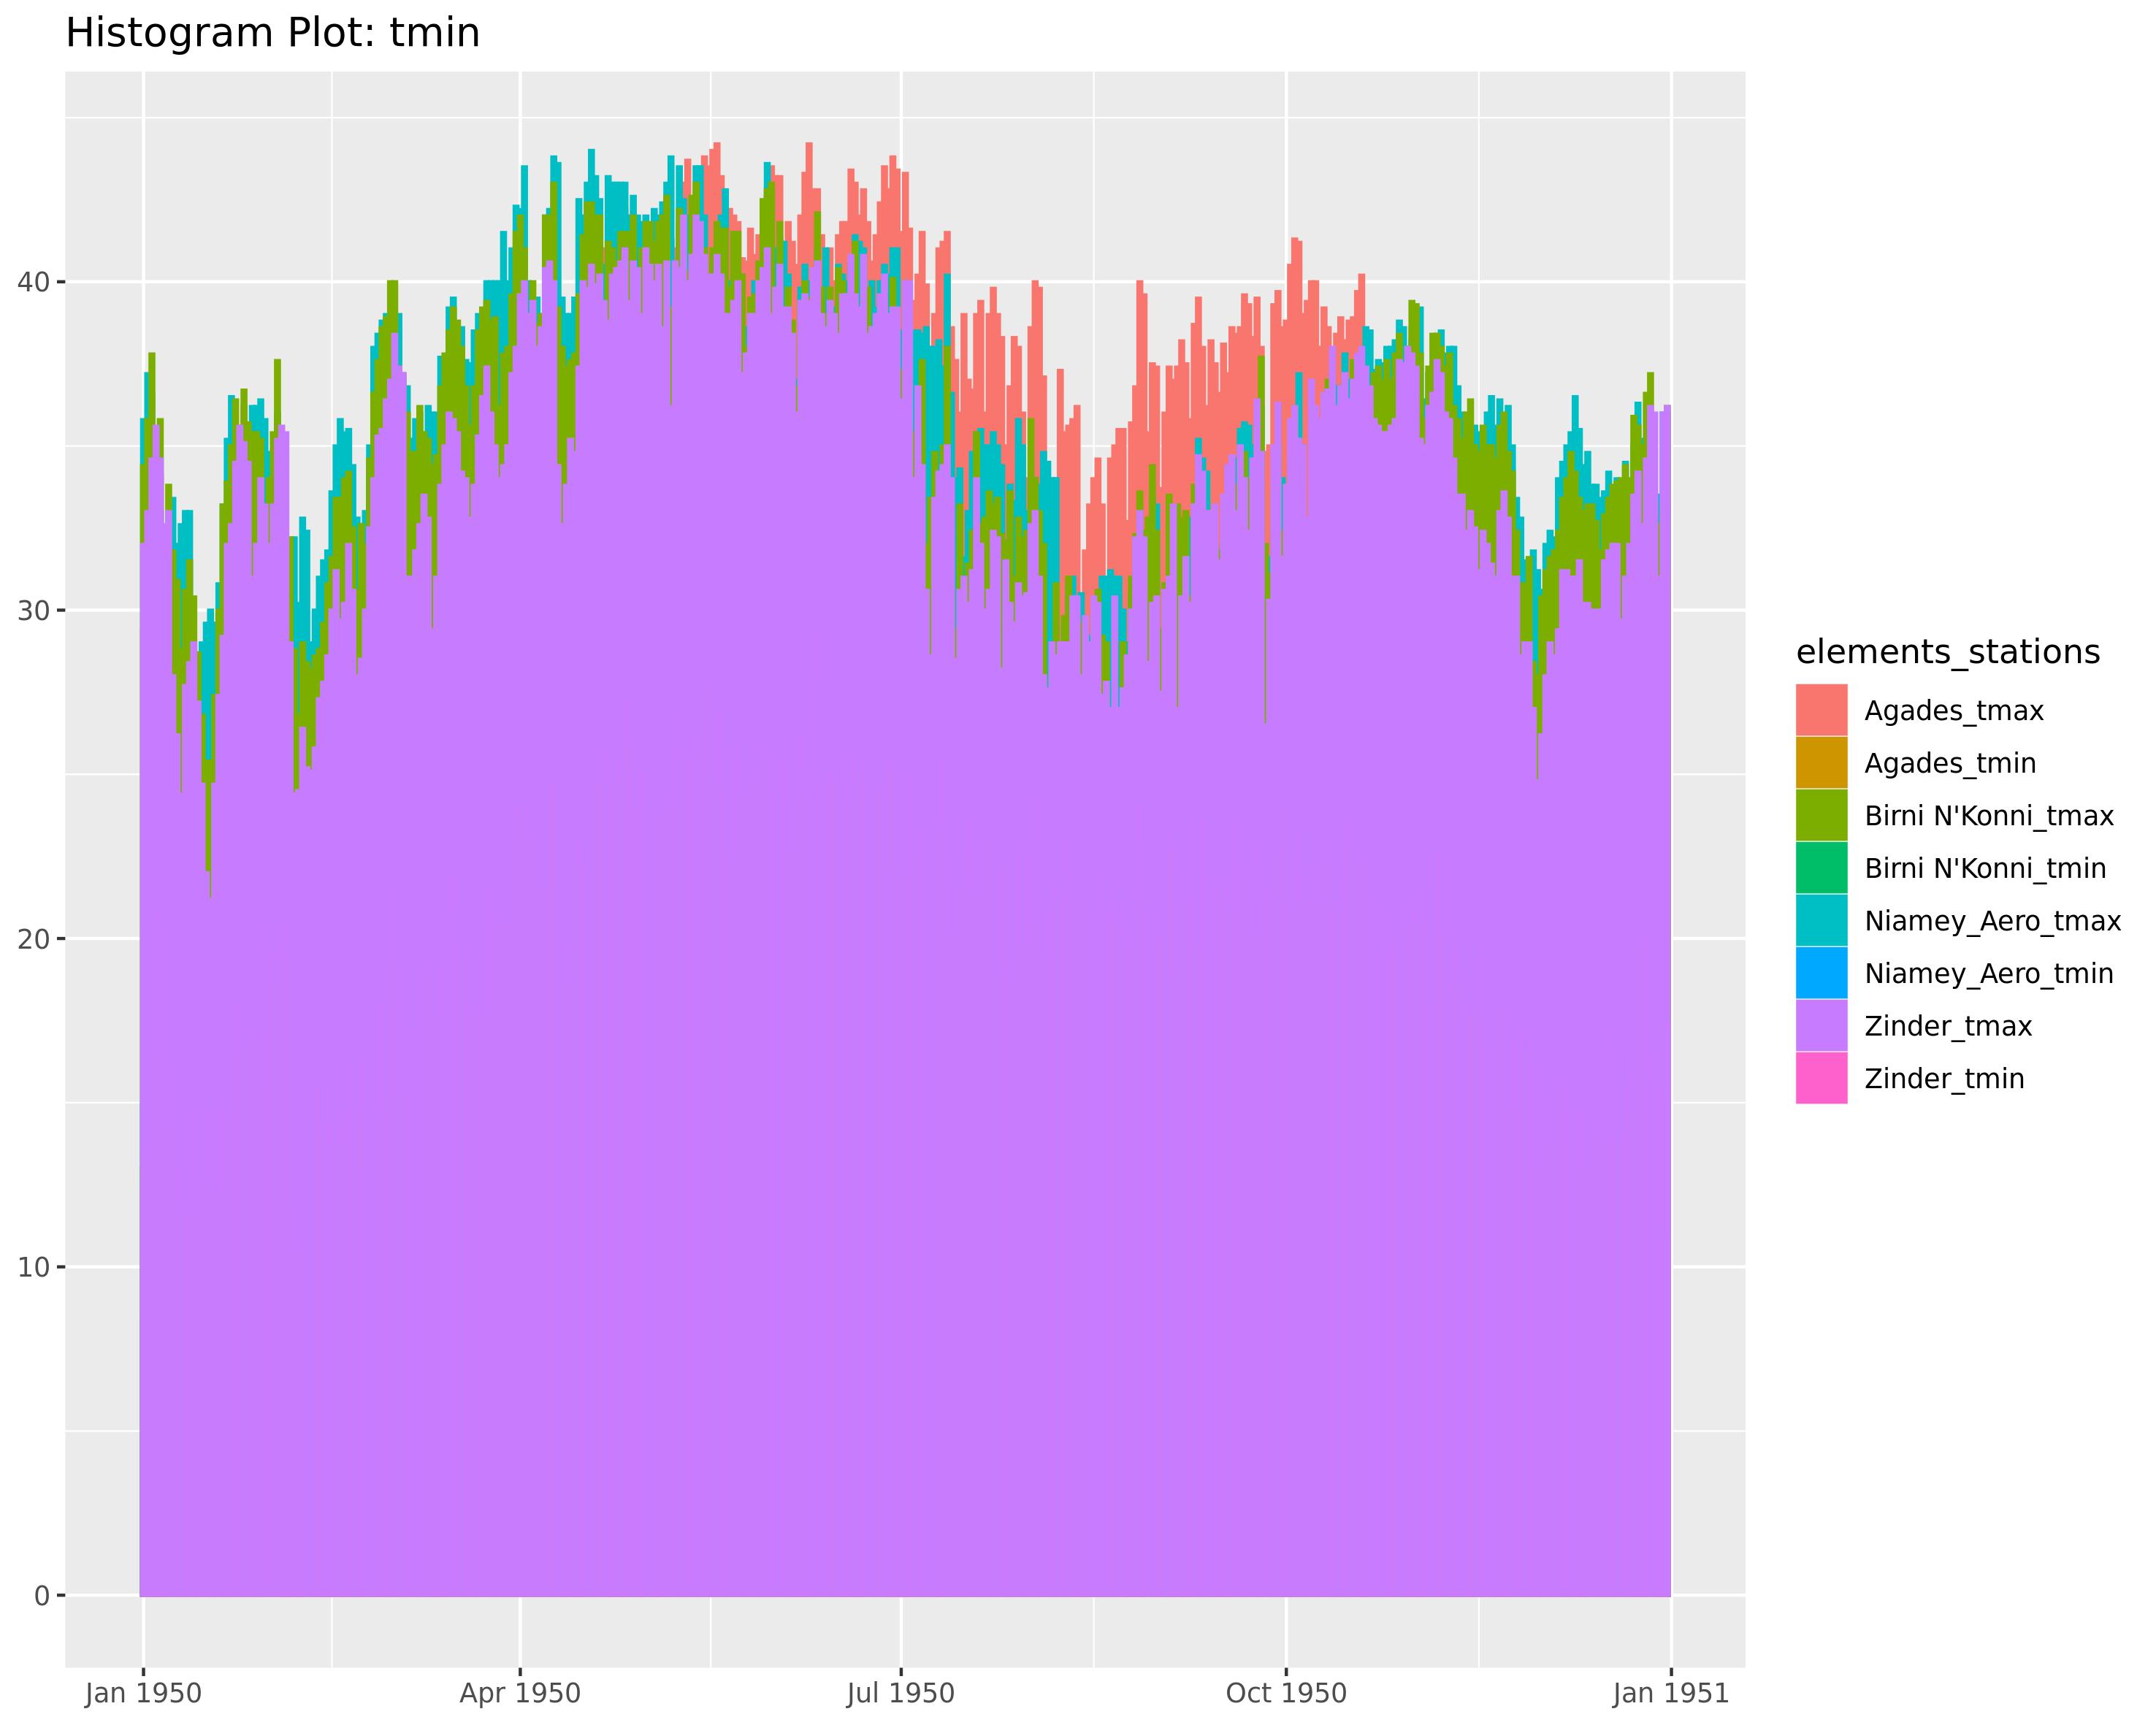 Histogram Plot: tmin
40
30
20
10
0
Jan 1950
Apr 1950
Jul 1950
Oct 1950
Jan 1951
elements_stations
Agades_tmax
Agades_tmin
Birni N'Konni_tmax
Birni N'Konni_tmin
Niamey_Aero_tmax
Niamey_Aero_tmin
Zinder_tmax
Zinder_tmin